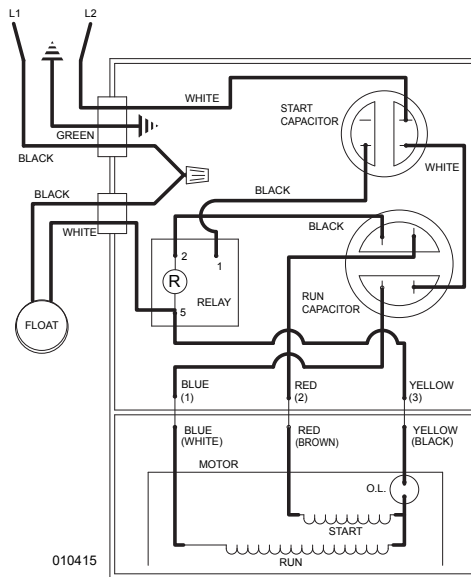 L1
L2
WHITE
START
CAPACITOR
GREEN
BLACK
WHITE
BLACK
BLACK
BLACK
WHITE
2
1
R
RELAY
5
RUN
CAPACITOR
FLOAT
BLUE
(1)
RED
(2)
YELLOW
(3)
BLUE
(WHITE)
RED
(BROWN)
YELLOW
(BLACK)
MOTOR
O.L.
START
RUN
010415